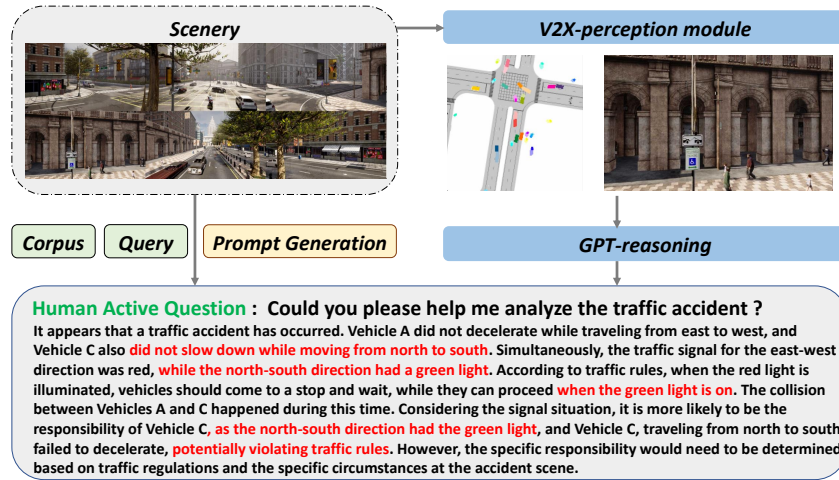 Scenery
V2X-perception module
Corpus
Query
Prompt Generation
GPT-reasoning
Human Active Question : Could you please help me analyze the traffic accident ?
It appears that a traffic accident has occurred. Vehicle A did not decelerate while traveling from east to west, and
Vehicle C also did not slow down while moving from north to south. Simultaneously, the traffic signal for the east-west
direction was red, while the north-south direction had a green light. According to traffic rules, when the red light is
illuminated, vehicles should come to a stop and wait, while they can proceed when the green light is on. The collision
between Vehicles A and C happened during this time. Considering the signal situation, it is more likely to be the
responsibility of Vehicle C, as the north-south direction had the green light, and Vehicle C, traveling from north to south
failed to decelerate, potentially violating traffic rules. However, the specific responsibility would need to be determined
based on traffic regulations and the specific circumstances at the accident scene.